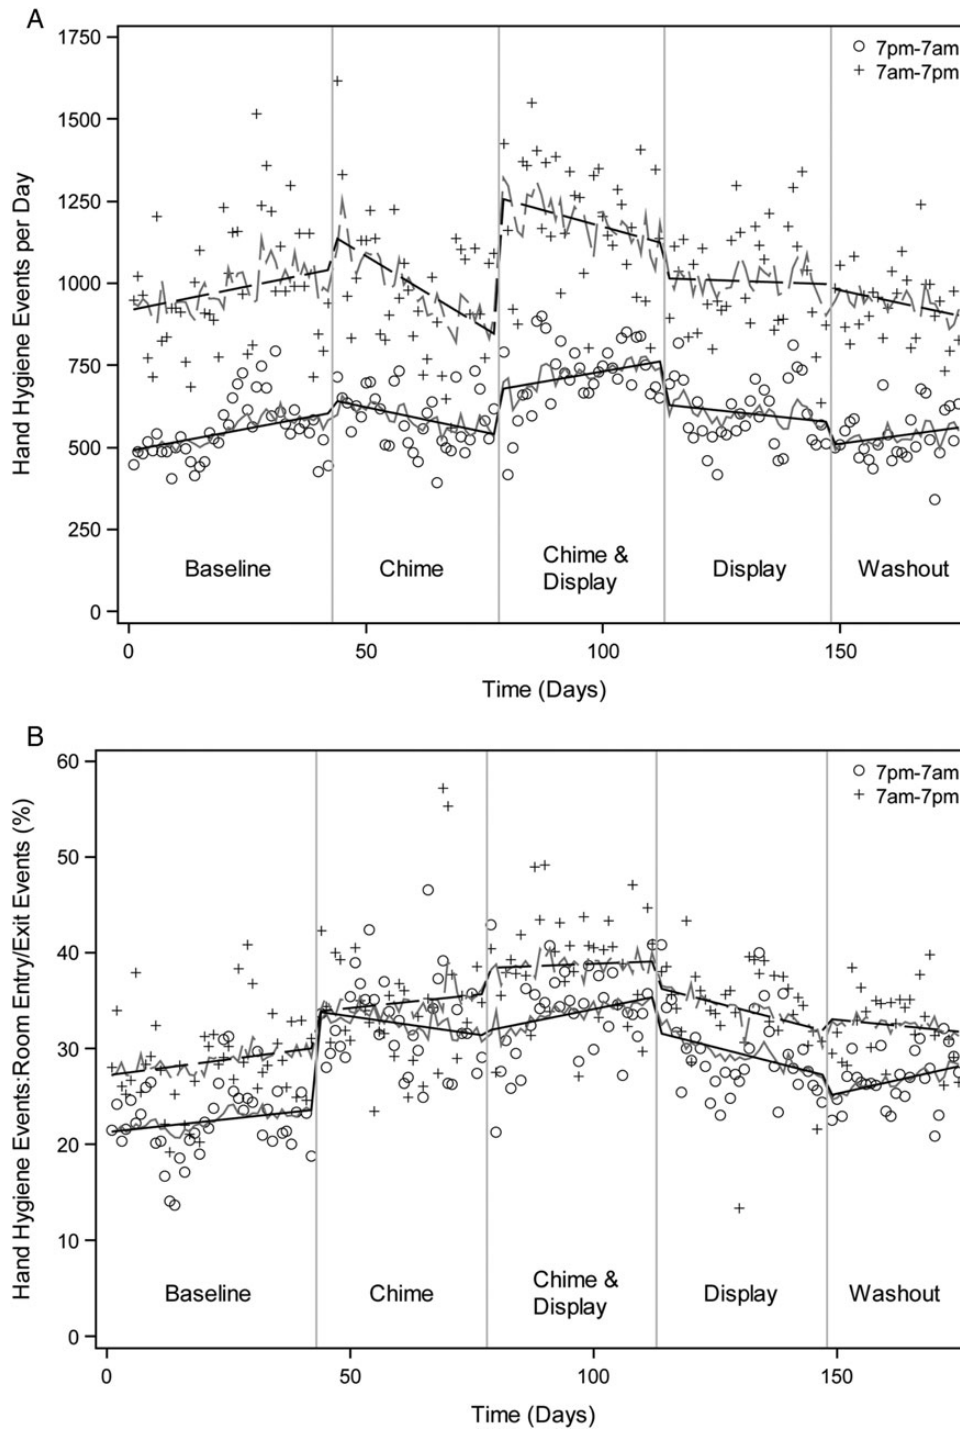 A
1750
1500
1250
1000
750
500
250
0
Hand Hygiene Events per Day
7pm-7am
7am-7pm
Baseline
Chime
Chime &
Display
Display
Washout
0
50
100
150
Time (Days)
B
60
50
40
30
20
10
0
Hand Hygiene Events:Room Entry/Exit Events (%)
7pm-7am
7am-7pm
Baseline
Chime
Chime &
Display
Display
Washout
0
50
100
150
Time (Days)